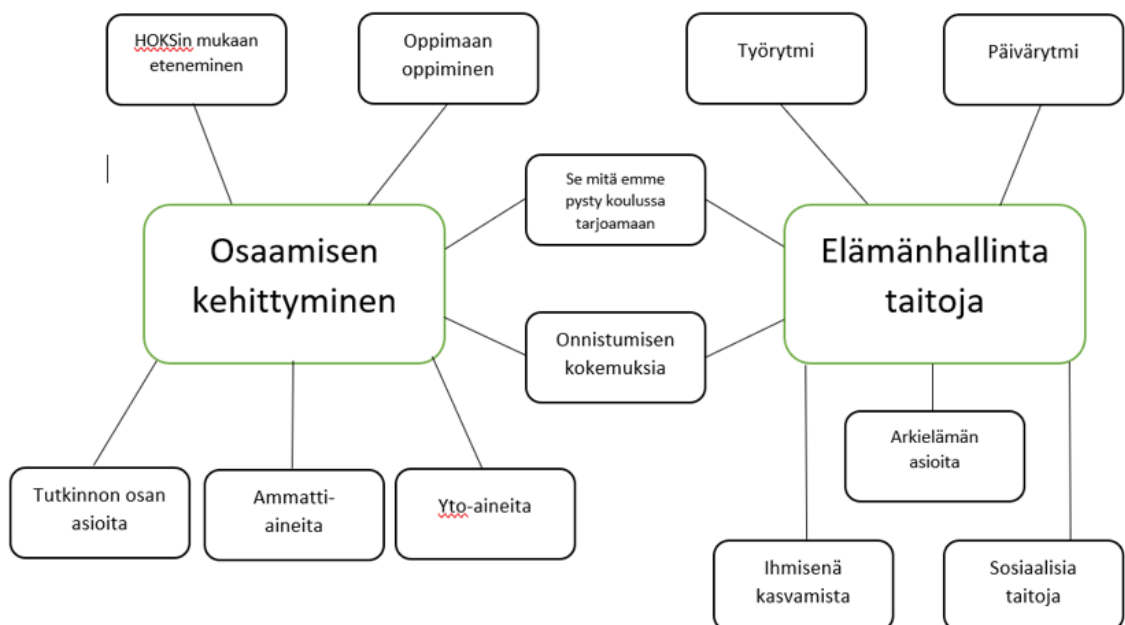 HOKSin mukaan
eteneminen
Oppimaan
oppiminen
Työrytmi
Päivärytmi
Se mitä emme
pysty koulussa
tarjoamaan
Osaamisen
kehittyminen
Elämänhallinta
taitoja
Onnistumisen
kokemuksia
Arkielämän
asioita
Tutkinnon osan
asioita
Ammatti-
aineita
Yto-aineita
Ihmisenä
kasvamista
Sosiaalisia
taitoja